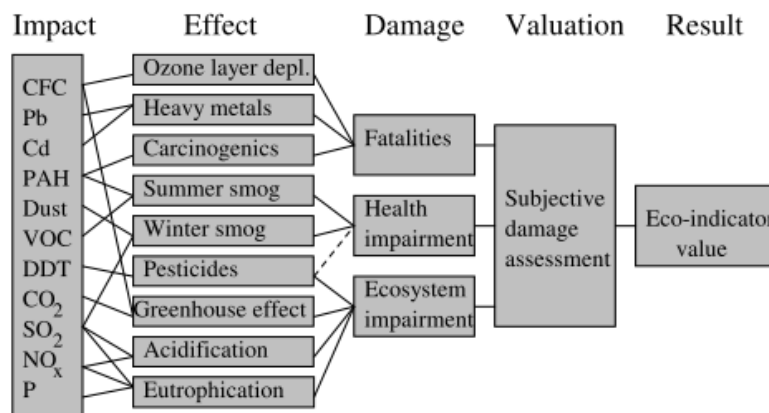 Impact Effect Damage Valuation Result
CFC
Pb
Cd
PAH
Dust
VOC
DDT
CO2
SO2
NOx
P
Ozone layer depl.
Heavy metals
Carcinogenics
Summer smog
Winter smog
Pesticides
Greenhouse effect
Acidification
Eutrophication
Fatalities
Health
impairment
Ecosystem
impairment
Subjective
damage
assessment
Eco-indicator
value